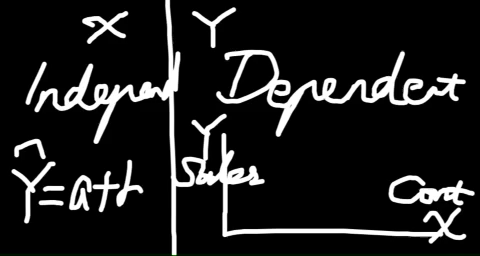 X Y
Independ Dependent
Y
Ŷ=a+b Sales
Cost
X